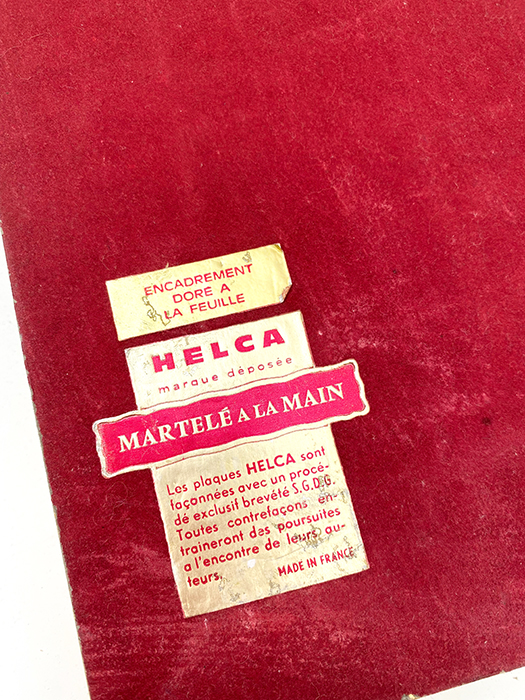 ENCADREMENT
DORE A
LA FEUILLE
HELCA
marque déposée
MARTELÉ A LA MAIN
Les plaques HELCA sont
façonnées avec un procé-
dé exclusif brevété S.G.D.G.
Toutes contrefaçons en-
traineront des poursuites
a l'encontre de leurs au-
teurs.
MADE IN FRANCE